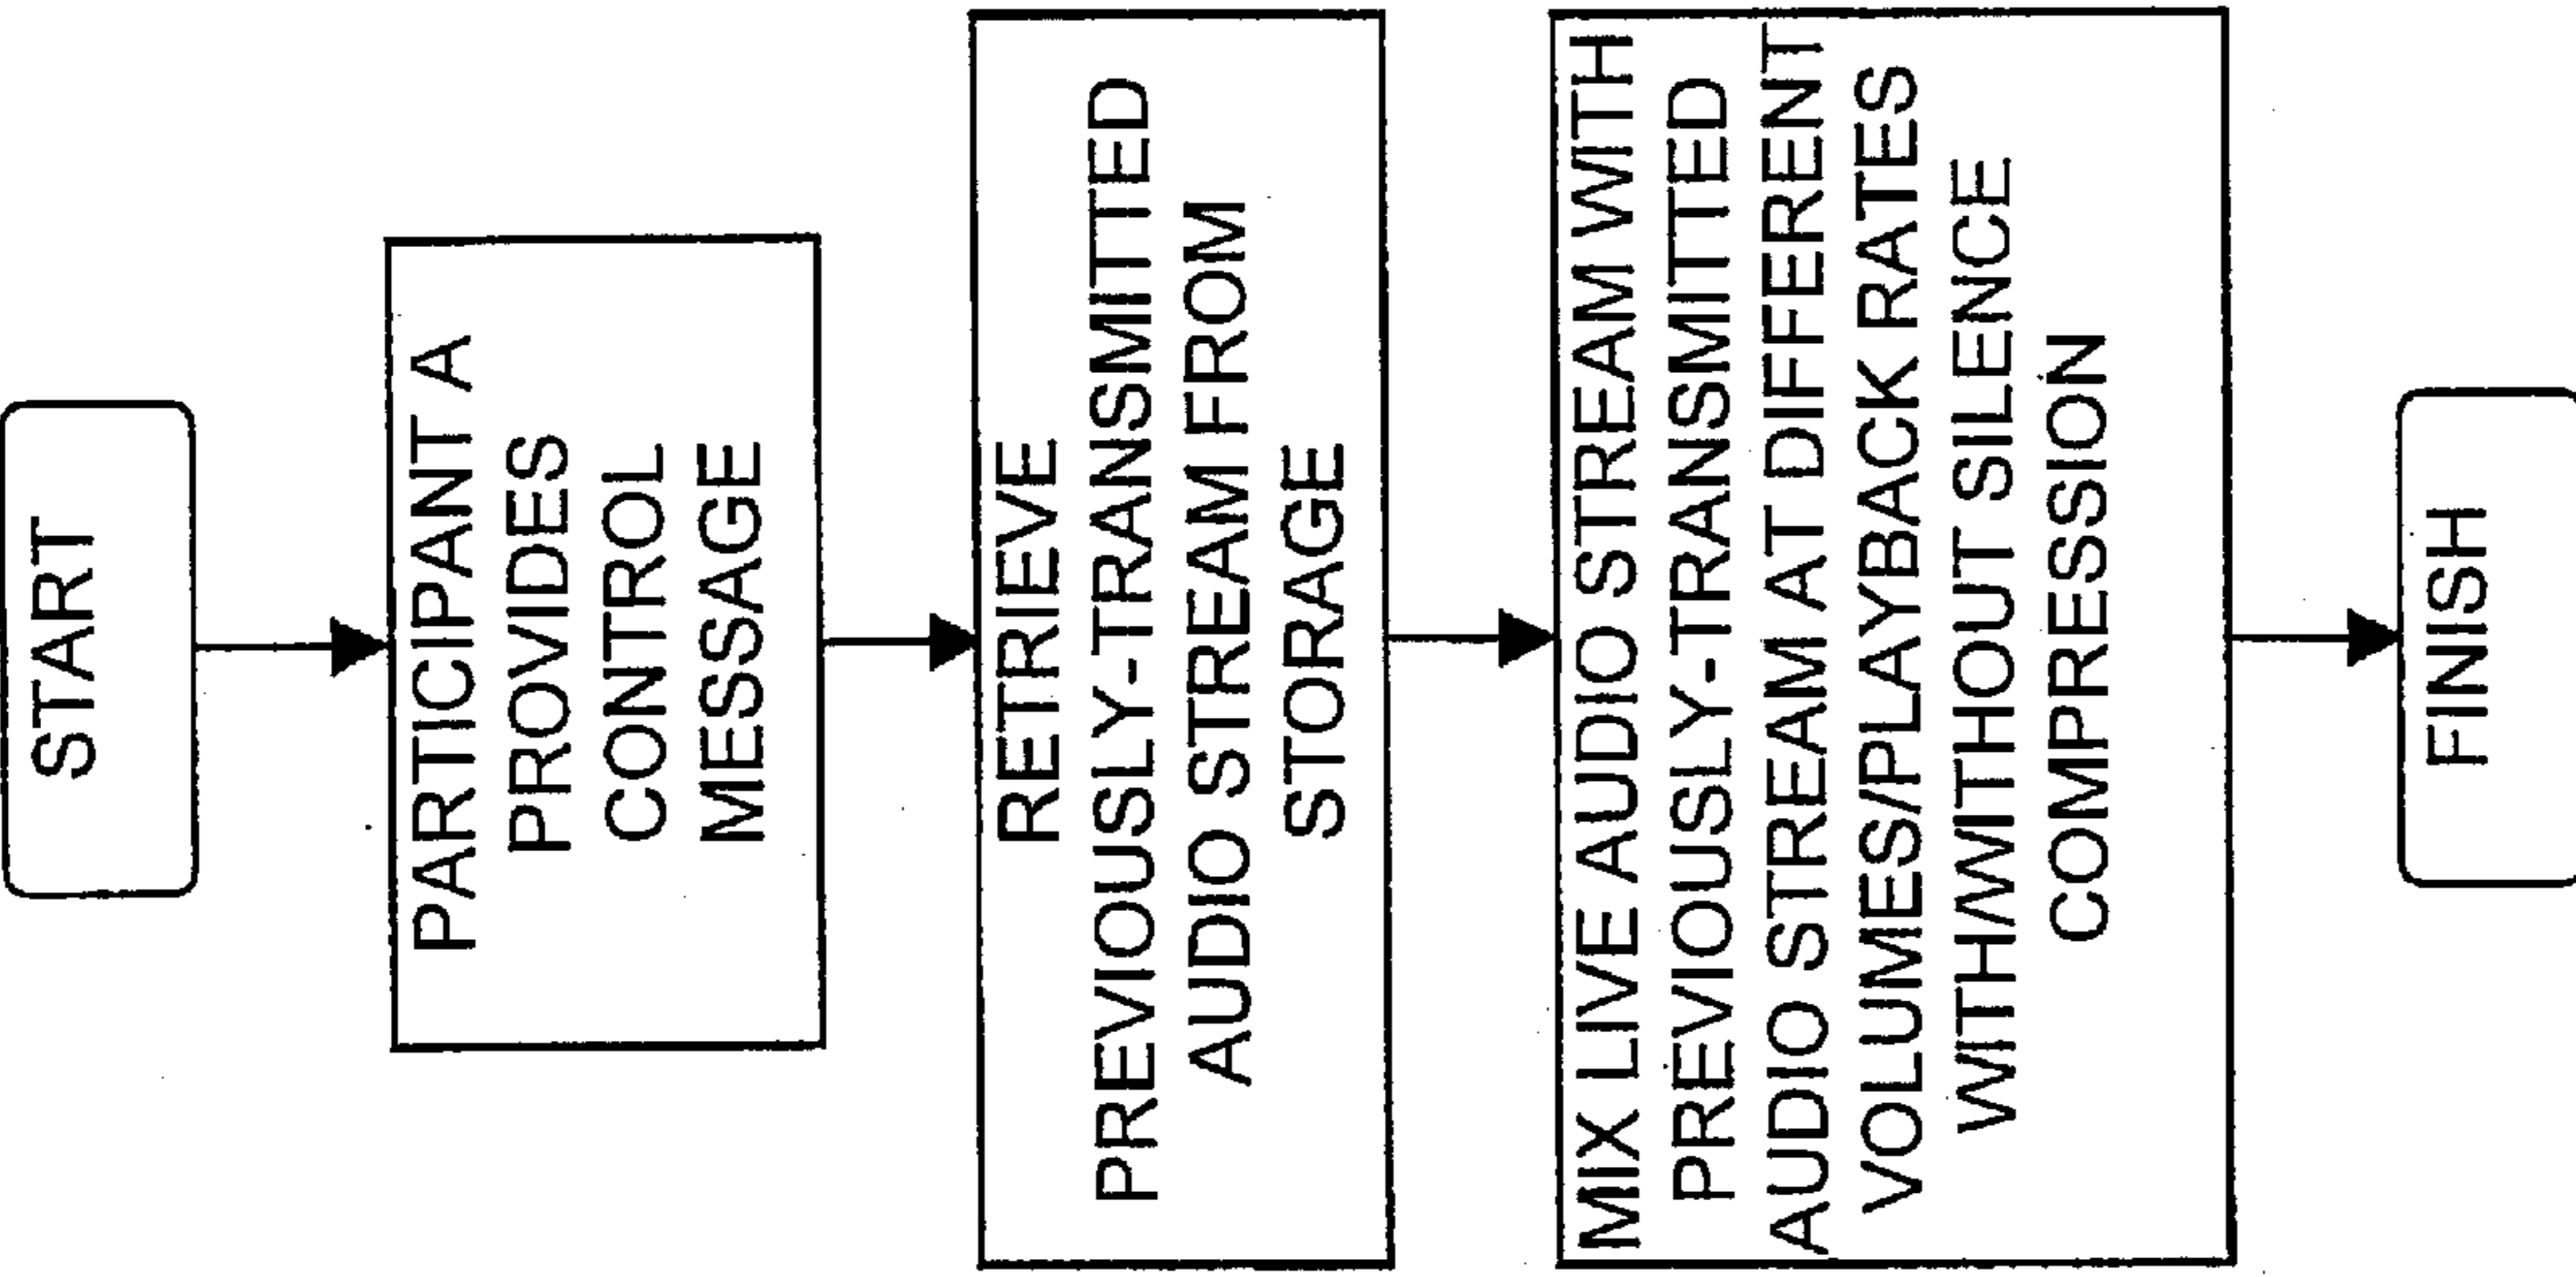 START
PARTICIPANT A
PROVIDES
CONTROL
MESSAGE
RETRIEVE
PREVIOUSLY-TRANSMITTED
AUDIO STREAM FROM
STORAGE
MIX LIVE AUDIO STREAM WITH
PREVIOUSLY-TRANSMITTED
AUDIO STREAM AT DIFFERENT
VOLUMES/PLAYBACK RATES
WITH/WITHOUT SILENCE
COMPRESSION
FINISH